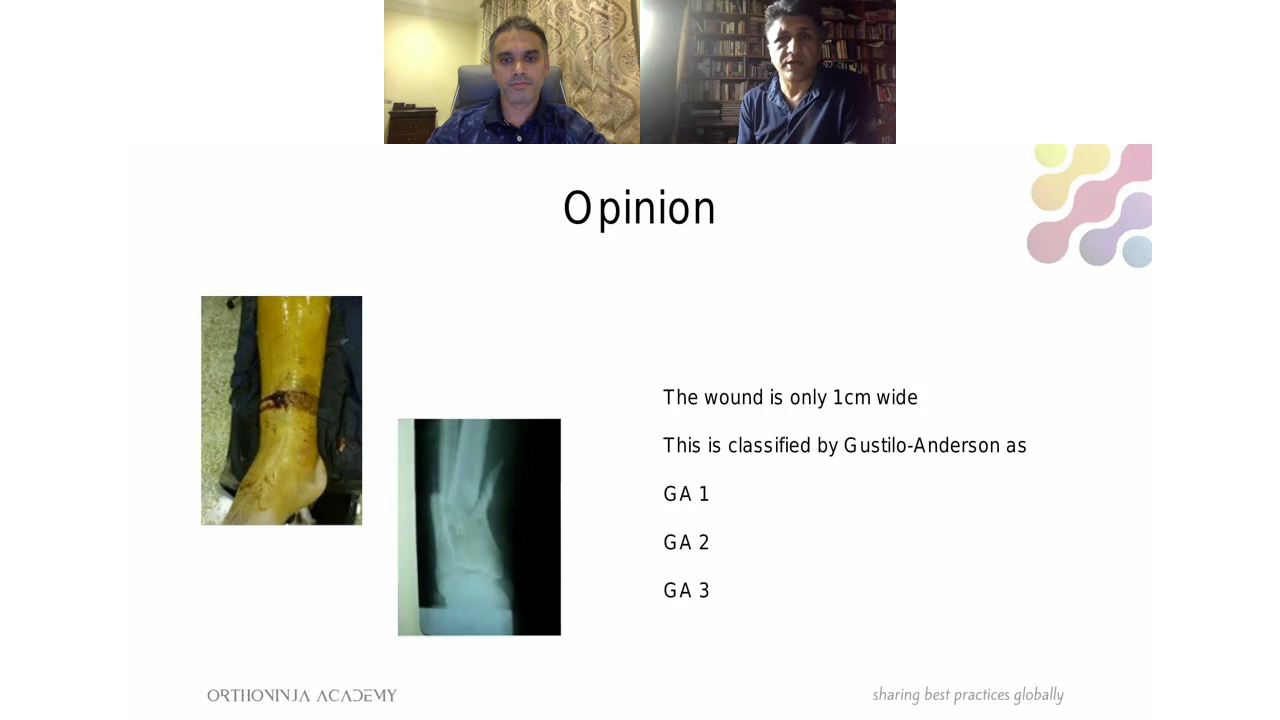 Opinion
The wound is only 1cm wide
This is classified by Gustilo-Anderson as
GA 1
GA 2
GA 3
ORTHONINJA ACADEMY
sharing best practices globally